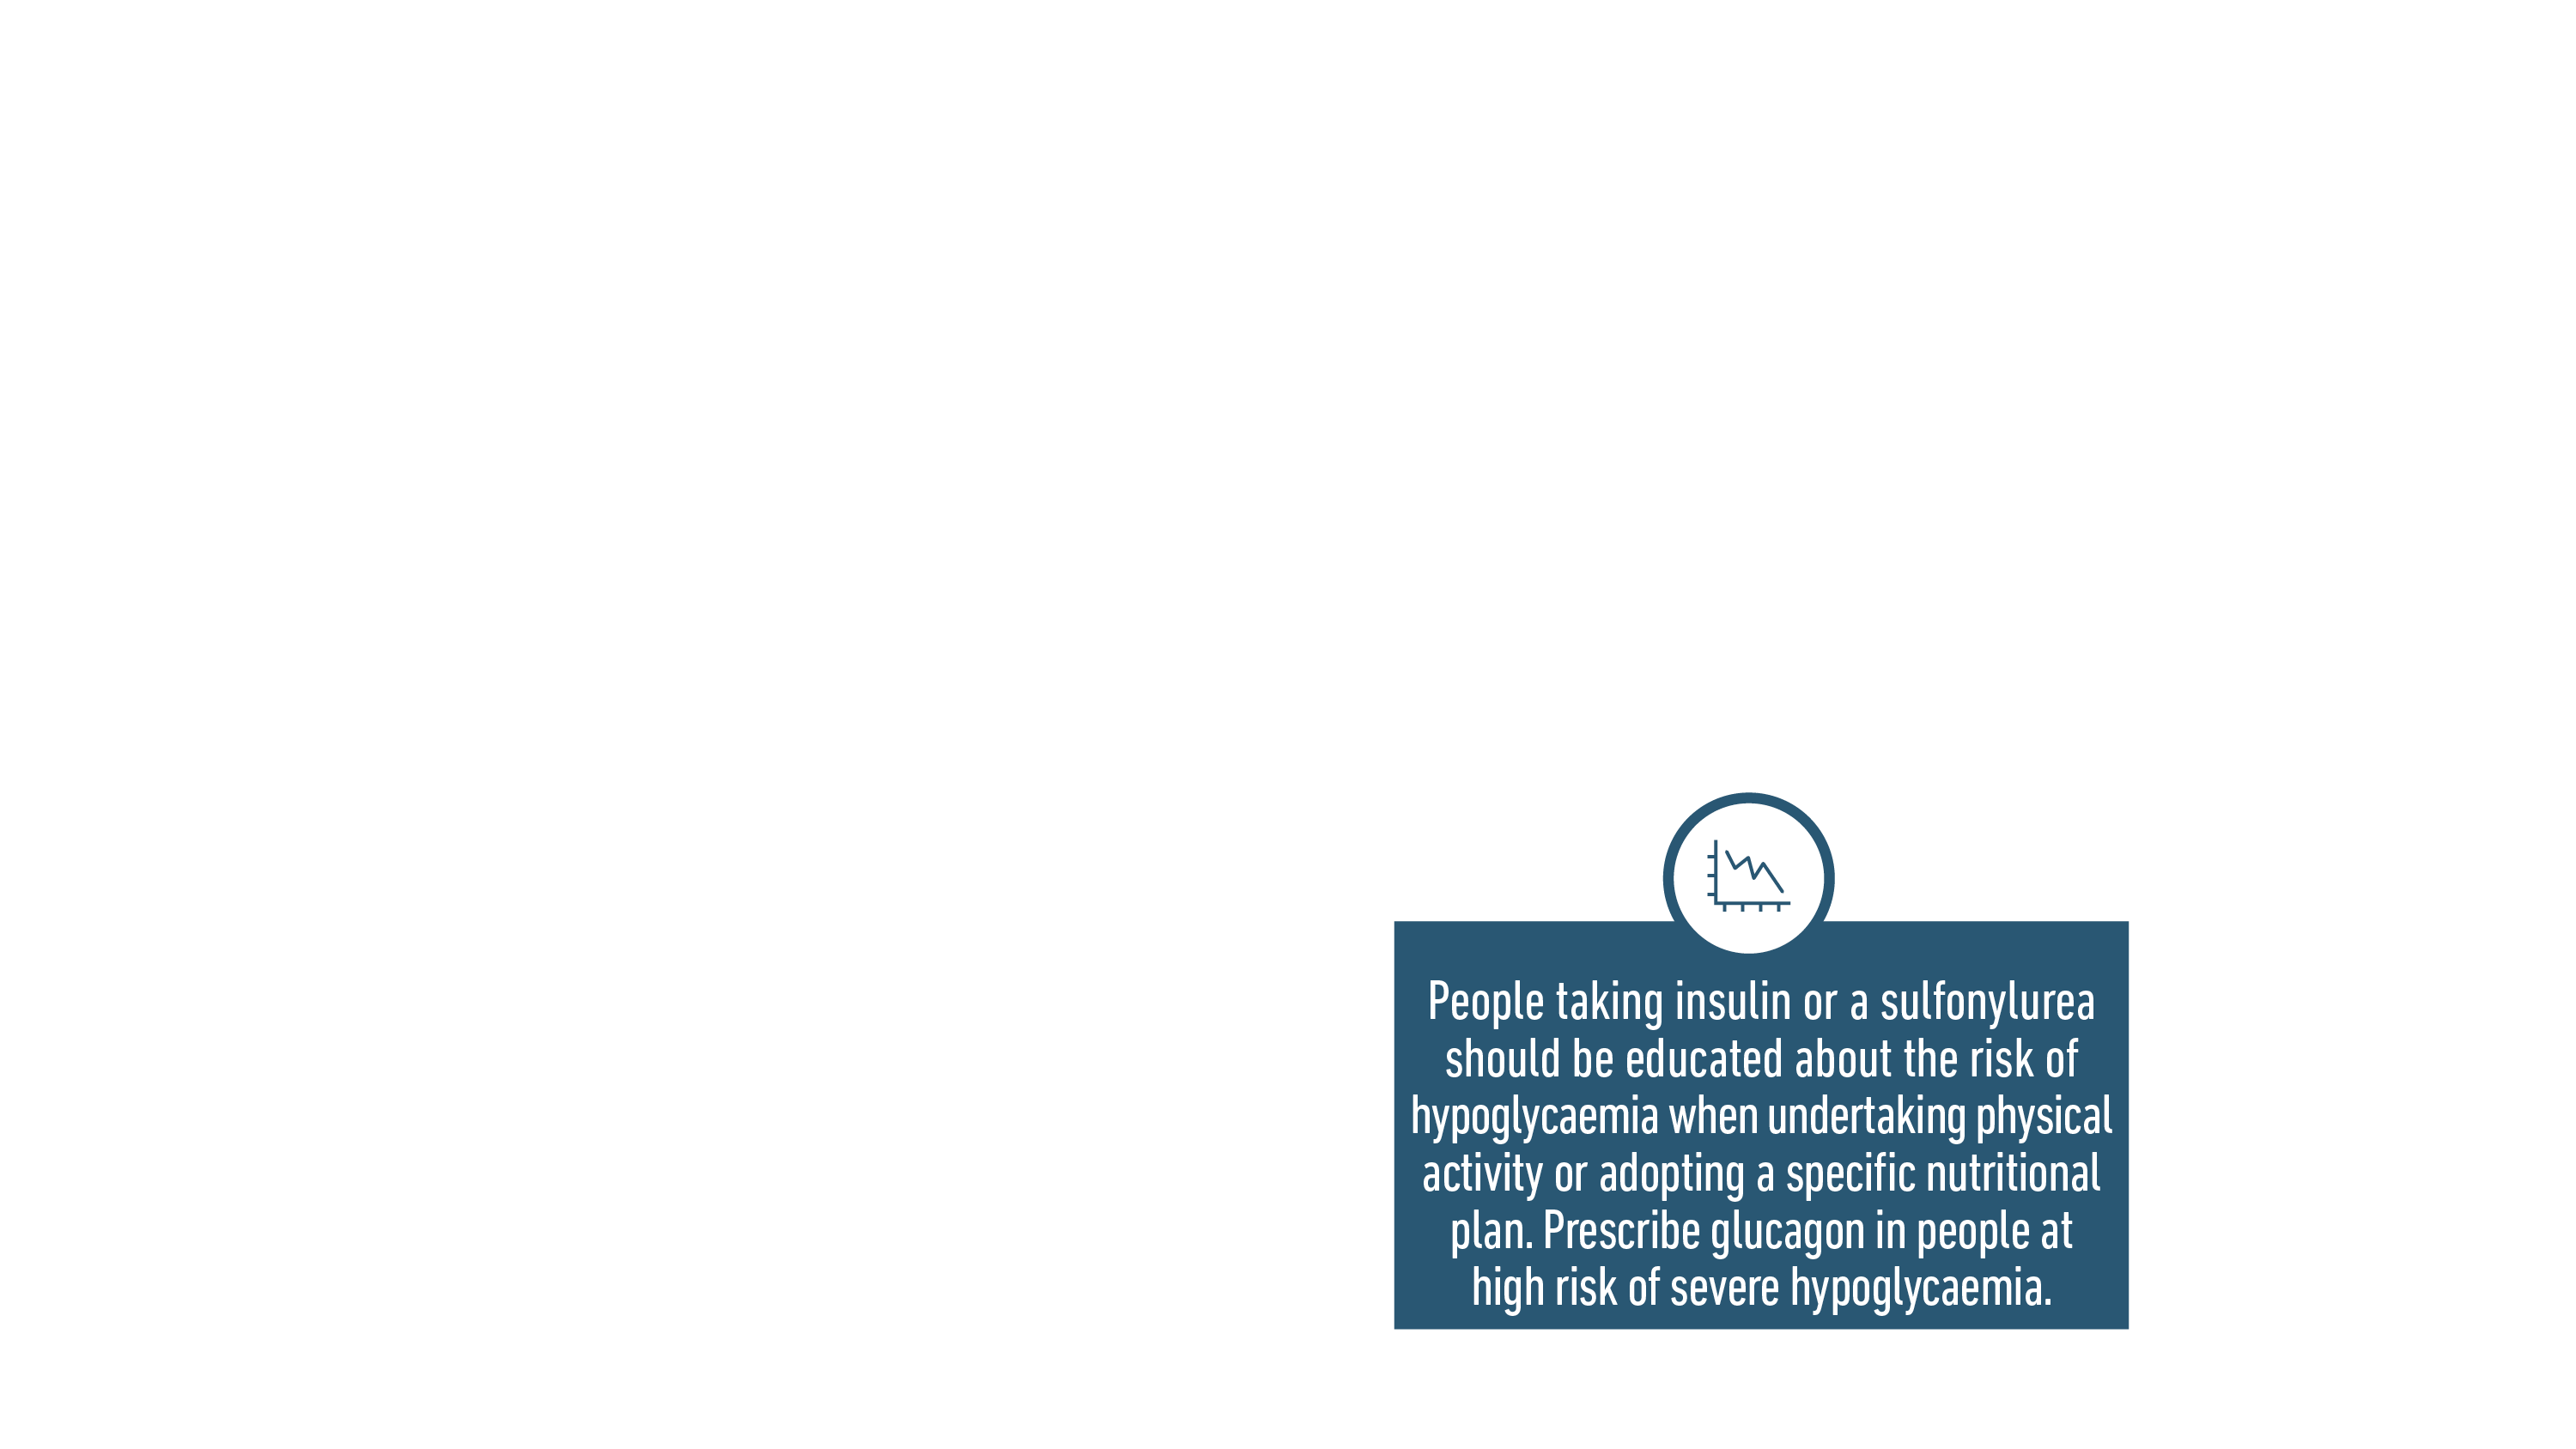 People taking insulin or a sulfonylurea
should be educated about the risk of
hypoglycaemia when undertaking physical
activity or adopting a specific nutritional
plan. Prescribe glucagon in people at
high risk of severe hypoglycaemia.